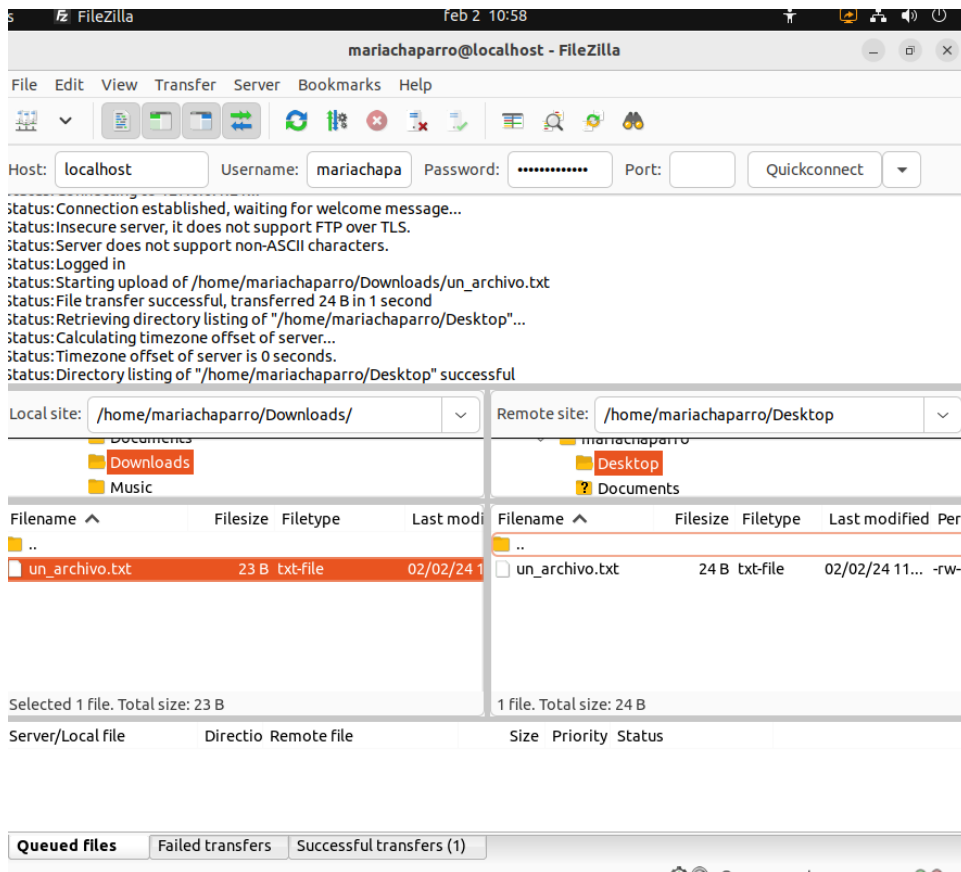 s FileZilla feb 2 10:58
mariachaparro@localhost - FileZilla
File Edit View Transfer Server Bookmarks Help
Host: localhost Username: mariachapa Password: ••••••••••••• Port: Quickconnect
Status:Connection established, waiting for welcome message...
Status:Insecure server, it does not support FTP over TLS.
Status:Server does not support non-ASCII characters.
Status:Logged in
Status:Starting upload of /home/mariachaparro/Downloads/un_archivo.txt
Status:File transfer successful, transferred 24 B in 1 second
Status:Retrieving directory listing of "/home/mariachaparro/Desktop"...
Status:Calculating timezone offset of server...
Status:Timezone offset of server is 0 seconds.
Status:Directory listing of "/home/mariachaparro/Desktop" successful
Local site: /home/mariachaparro/Downloads/ Remote site: /home/mariachaparro/Desktop
Documents mariachaparro
Downloads Desktop
Music ? Documents
Filename Filesize Filetype Last modi Filename Filesize Filetype Last modified Per
.. ..
un_archivo.txt 23 B txt-file 02/02/24 1 un_archivo.txt 24 B txt-file 02/02/24 11... -rw-
Selected 1 file. Total size: 23 B 1 file. Total size: 24 B
Server/Local file Directio Remote file Size Priority Status
Queued files Failed transfers Successful transfers (1)